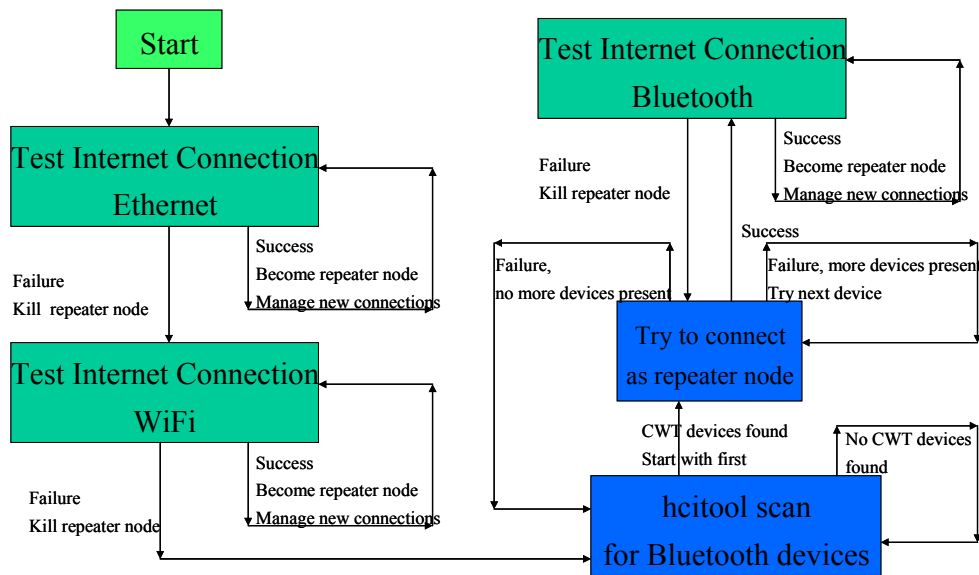 Start
Test Internet Connection
Ethernet
Success
Become repeater node
Manage new connections
Failure
Kill  repeater node
Test Internet Connection
WiFi
Success
Become repeater node
Manage new connections
Failure
Kill repeater node
Test Internet Connection
Bluetooth
Success
Become repeater node
Manage new connections
Failure
Kill repeater node
Success
Failure,
no more devices present
Failure, more devices present
Try next device
Try to connect
as repeater node
CWT devices found
Start with first
No CWT devices
found
hcitool scan
for Bluetooth devices